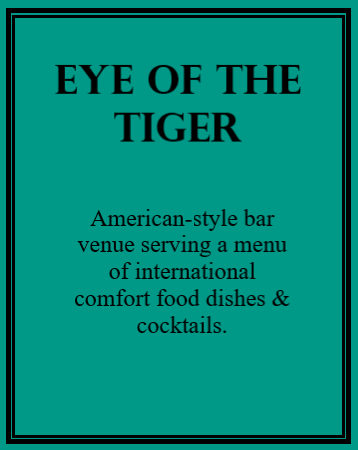 EYE OF THE
TIGER
American-style bar
venue serving a menu
of international
comfort food dishes &
cocktails.